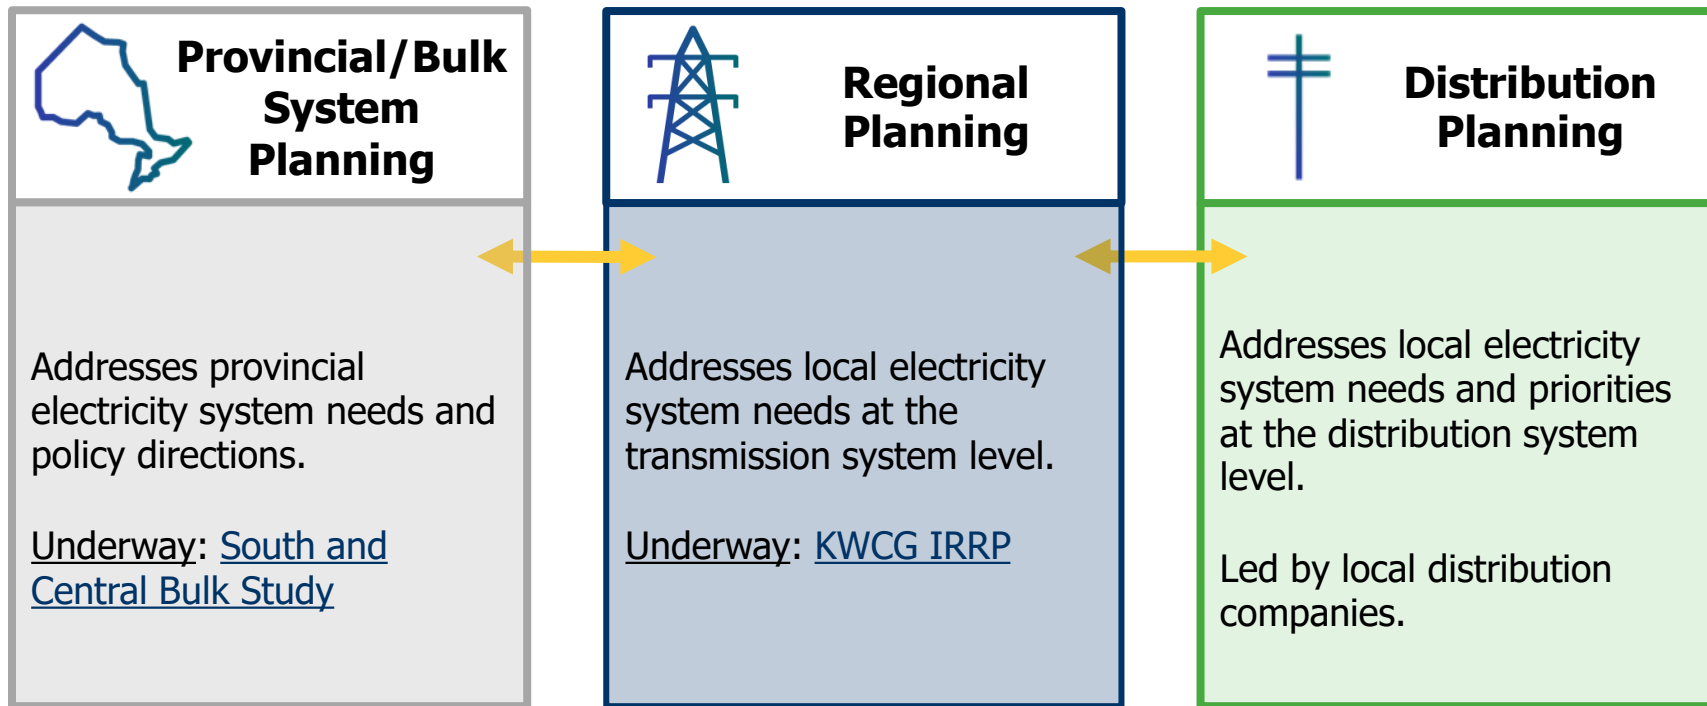 Provincial/Bulk
System
Planning
Addresses provincial
electricity system needs and
policy directions.
Underway: South and
Central Bulk Study
Regional
Planning
Addresses local electricity
system needs at the
transmission system level.
Underway: KWCG IRRP
Distribution
Planning
Addresses local electricity
system needs and priorities
at the distribution system
level.
Led by local distribution
companies.